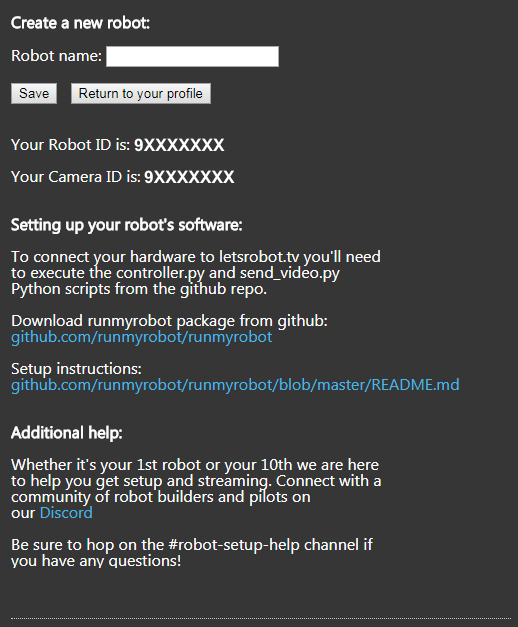 Create a new robot:
Robot name:
Save Return to your profile
Your Robot ID is: 9XXXXXXX
Your Camera ID is: 9XXXXXXX
Setting up your robot's software:
To connect your hardware to letsrobot.tv you'll need
to execute the controller.py and send_video.py
Python scripts from the github repo.
Download runmyrobot package from github:
github.com/runmyrobot/runmyrobot
Setup instructions:
github.com/runmyrobot/runmyrobot/blob/master/README.md
Additional help:
Whether it's your 1st robot or your 10th we are here
to help you get setup and streaming. Connect with a
community of robot builders and pilots on
our Discord
Be sure to hop on the #robot-setup-help channel if
you have any questions!